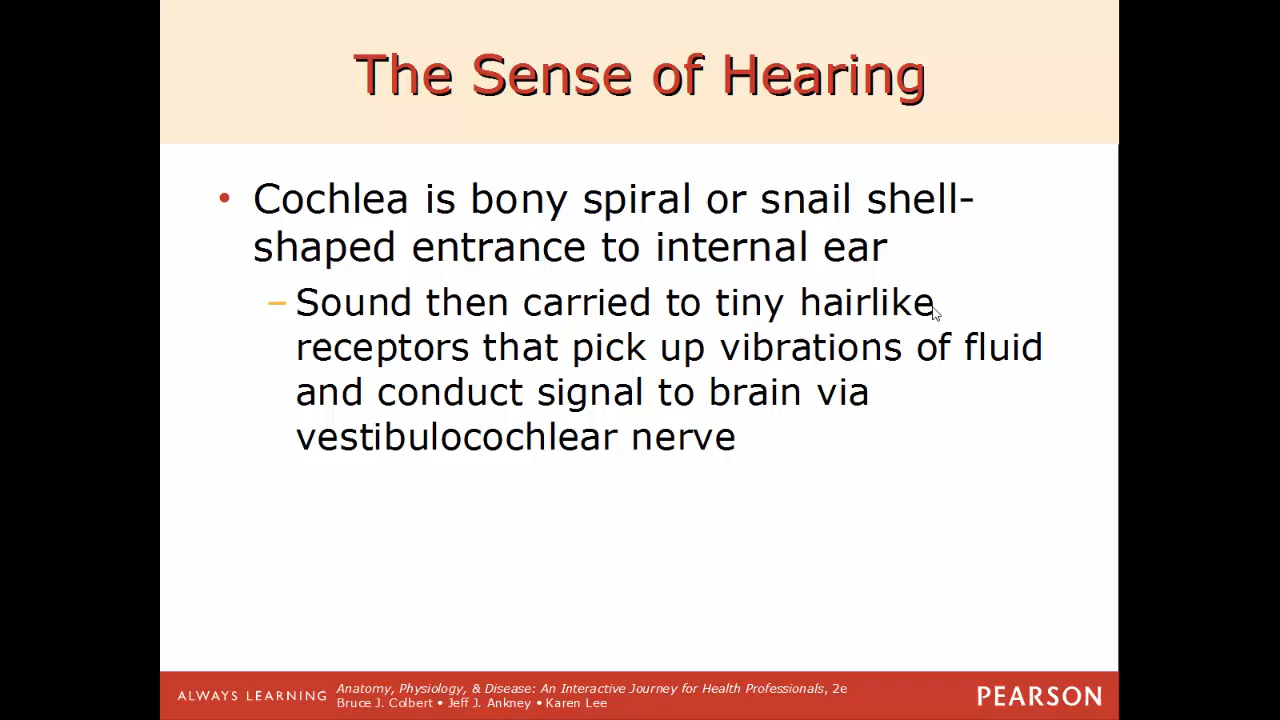 The Sense of Hearing
• Cochlea is bony spiral or snail shell-
shaped entrance to internal ear
– Sound then carried to tiny hairlike
receptors that pick up vibrations of fluid
and conduct signal to brain via
vestibulocochlear nerve
ALWAYS LEARNING
Anatomy, Physiology, & Disease: An Interactive Journey for Health Professionals, 2e
Bruce J. Colbert • Jeff J. Ankney • Karen Lee
PEARSON